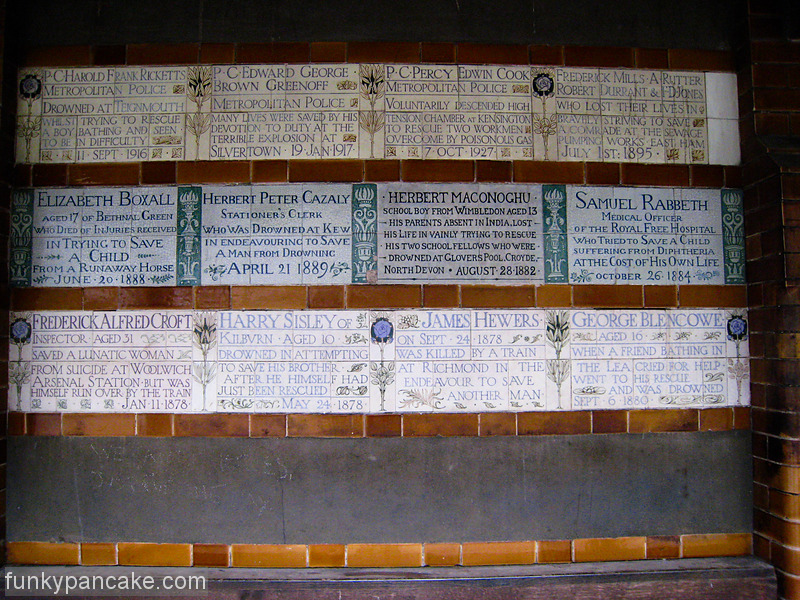 P·C·HAROLD FRANK RICKETTS
METROPOLITAN POLICE
DROWNED AT TEIGNMOUTH
WHILST TRYING TO RESCUE
A BOY BATHING AND SEEN
TO BE IN DIFFICULTY
11 SEPT 1916
P·C·EDWARD GEORGE
BROWN GREENOFF
METROPOLITAN POLICE
MANY LIVES WERE SAVED BY HIS
DEVOTION TO DUTY AT THE
TERRIBLE EXPLOSION AT
SILVERTOWN · 19 JAN 1917
P·C·PERCY EDWIN COOK
METROPOLITAN POLICE
VOLUNTARILY DESCENDED HIGH
TENSION CHAMBER AT KENSINGTON
TO RESCUE TWO WORKMEN
OVERCOME BY POISONOUS GAS
7 OCT 1927
FREDERICK MILLS · A RUTTER
ROBERT DURRANT & F·D·JONES
WHO LOST THEIR LIVES IN
BRAVELY STRIVING TO SAVE
A COMRADE AT THE SEWAGE
PUMPING WORKS EAST HAM
JULY 1ST 1895
ELIZABETH BOXALL
AGED 17 OF BETHNAL GREEN
WHO DIED OF INJURIES RECEIVED
IN TRYING TO SAVE
A CHILD
FROM A RUNAWAY HORSE
JUNE 20 1888
HERBERT PETER CAZALY
STATIONER'S CLERK
WHO WAS DROWNED AT KEW
IN ENDEAVOURING TO SAVE
A MAN FROM DROWNING
APRIL 21 1889
HERBERT MACONOGHU
SCHOOL BOY FROM WIMBLEDON AGED 13
HIS PARENTS ABSENT IN INDIA, LOST
HIS LIFE IN VAINLY TRYING TO RESCUE
HIS TWO SCHOOL FELLOWS WHO WERE
DROWNED AT GLOVERS POOL, CROYDE,
NORTH DEVON · AUGUST 28·1882
SAMUEL RABBETH
MEDICAL OFFICER
OF THE ROYAL FREE HOSPITAL
WHO TRIED TO SAVE A CHILD
SUFFERING FROM DIPHTHERIA
AT THE COST OF HIS OWN LIFE
OCTOBER 26·1884
FREDERICK ALFRED CROFT
INSPECTOR AGED 31
SAVED A LUNATIC WOMAN
FROM SUICIDE AT WOOLWICH
ARSENAL STATION · BUT WAS
HIMSELF RUN OVER BY THE TRAIN
JAN·11·1878
HARRY SISLEY OF
KILBURN · AGED 10
DROWNED IN ATTEMPTING
TO SAVE HIS BROTHER
AFTER HE HIMSELF HAD
JUST BEEN RESCUED
MAY 24·1878
JAMES HEWERS
ON SEPT 24 1878
WAS KILLED BY A TRAIN
AT RICHMOND IN THE
ENDEAVOUR TO SAVE
ANOTHER MAN
GEORGE BLENCOWE
AGED 16
WHEN A FRIEND BATHING IN
THE LEA CRIED FOR HELP
WENT TO HIS RESCUE
AND WAS DROWNED
SEPT 6 1880
funkypancake.com